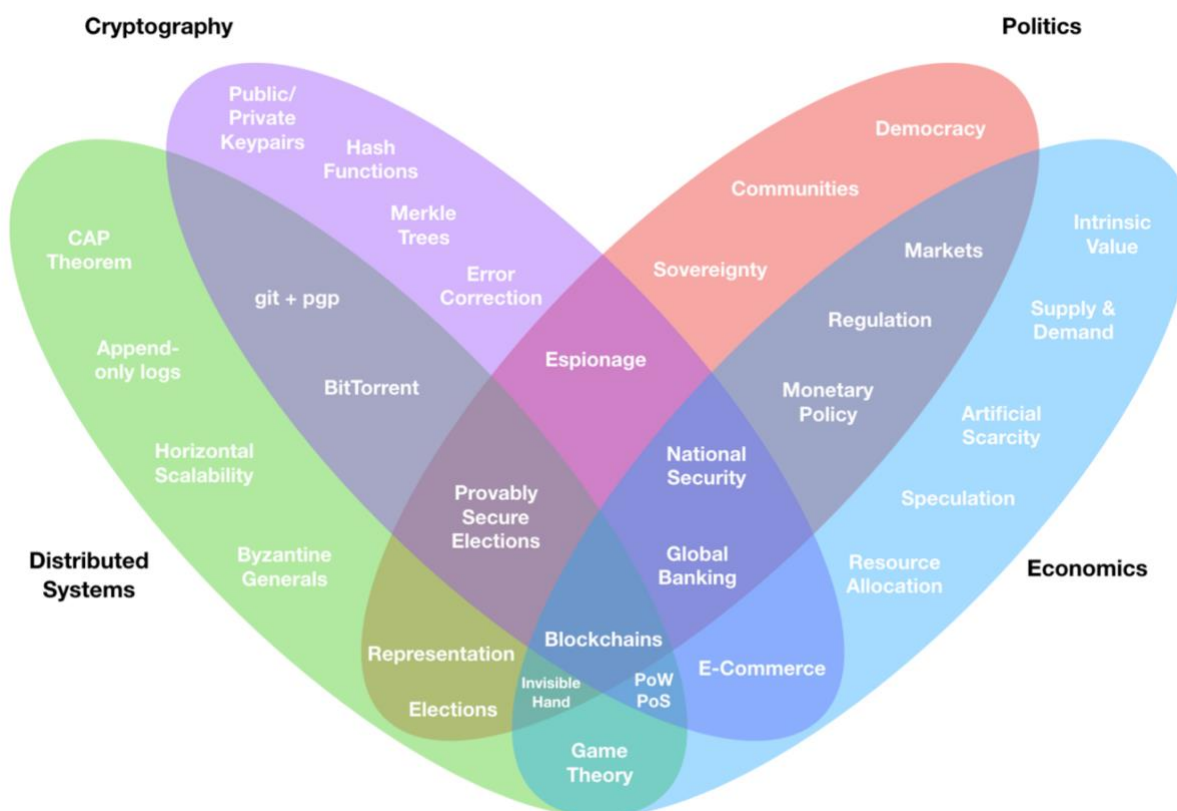 Cryptography
Politics
Public/
Private
Keypairs
Hash
Functions
Merkle
Trees
Error
Correction
Democracy
Communities
Sovereignty
Markets
Regulation
Monetary
Policy
Intrinsic
Value
Supply &
Demand
Artificial
Scarcity
Speculation
Resource
Allocation
Economics
CAP
Theorem
Append-
only logs
Horizontal
Scalability
Byzantine
Generals
Distributed
Systems
git + pgp
BitTorrent
Espionage
National
Security
Global
Banking
Provably
Secure
Elections
Blockchains
Representation
Elections
Invisible
Hand
PoW
PoS
E-Commerce
Game
Theory